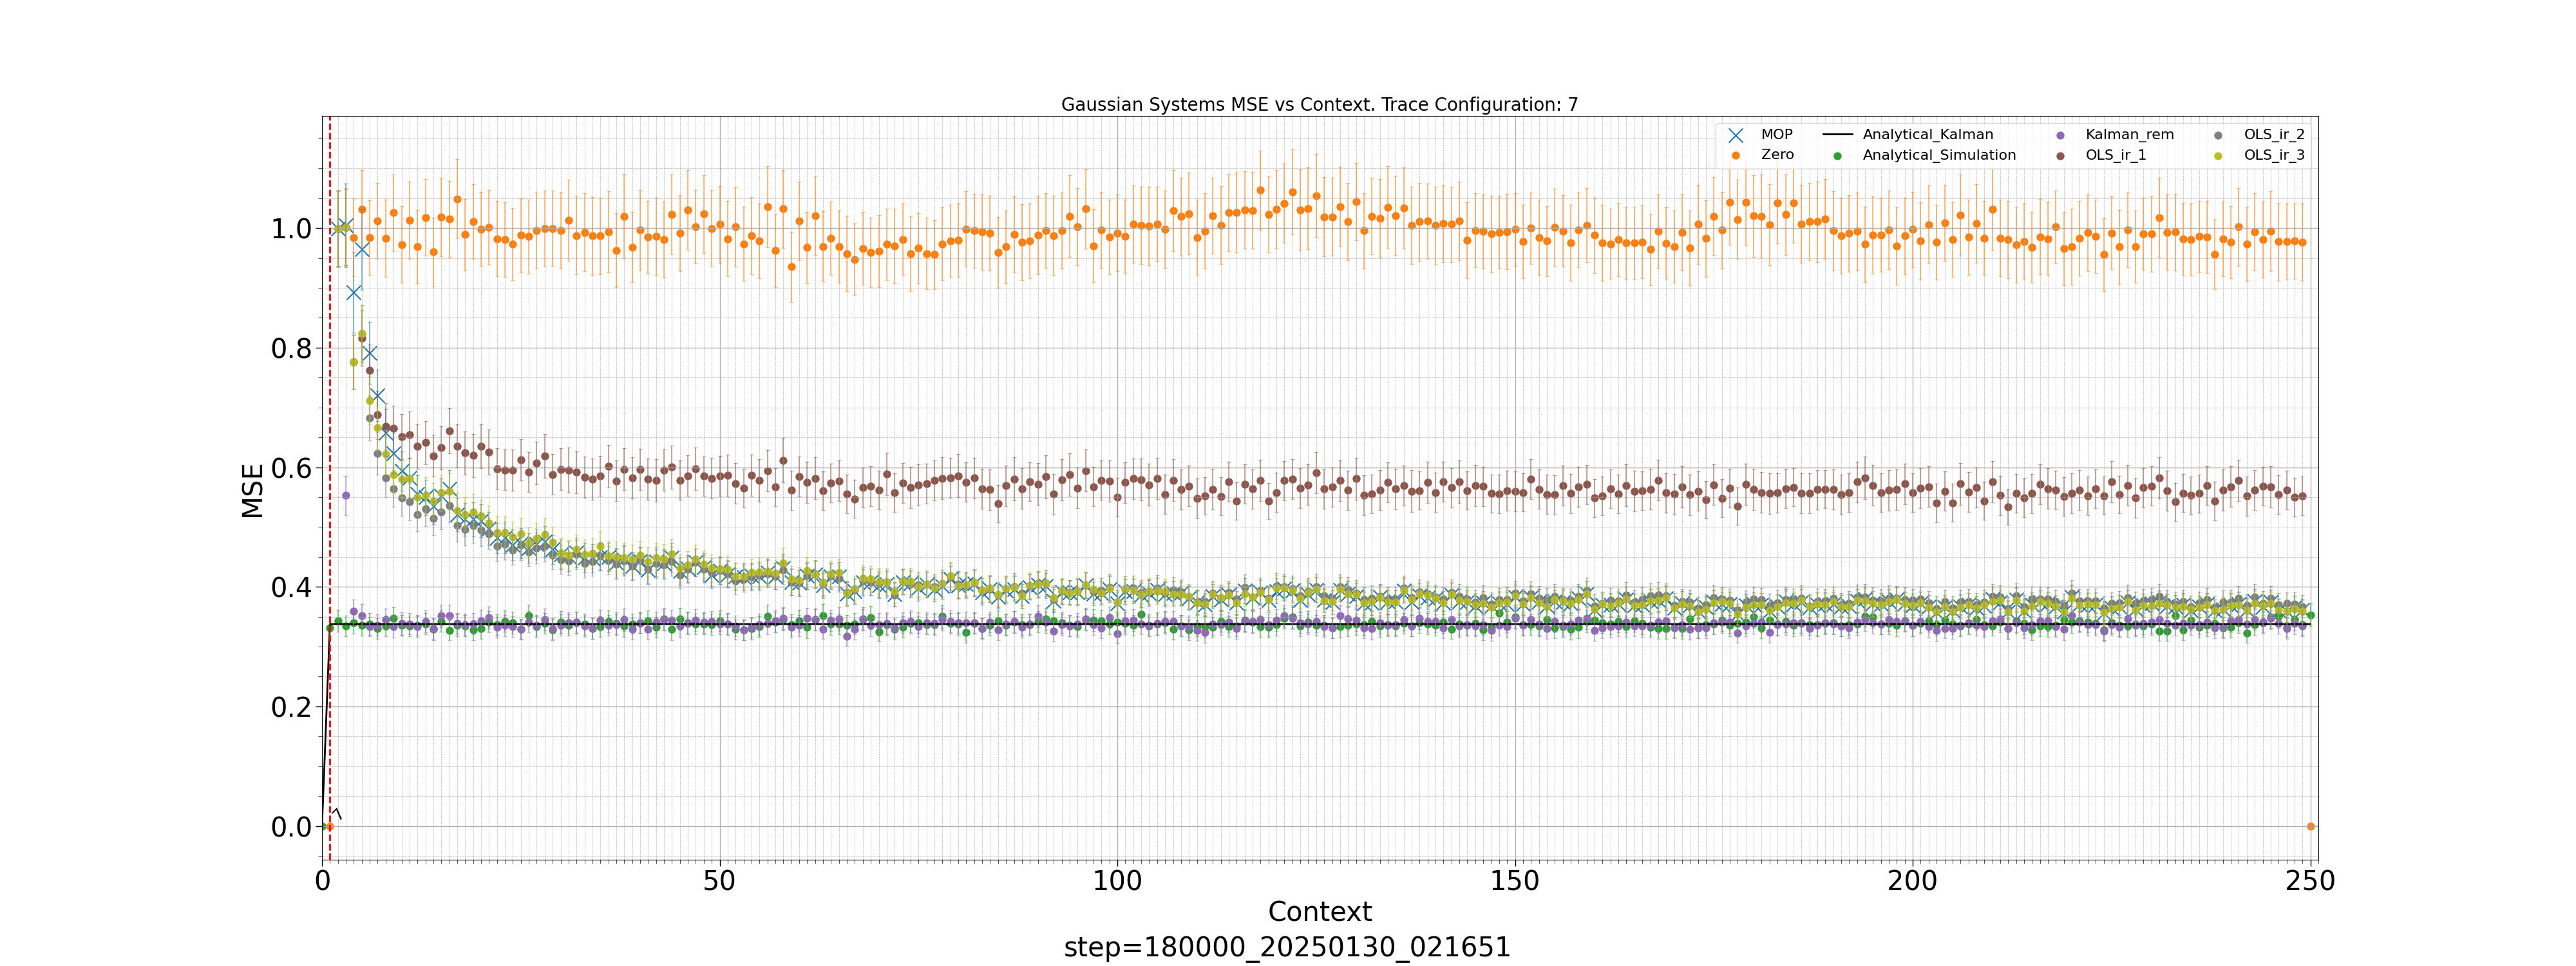 Gaussian Systems MSE vs Context. Trace Configuration: 7
MOP
Zero
Analytical_Kalman
Analytical_Simulation
Kalman_rem
OLS_ir_1
OLS_ir_2
OLS_ir_3
MSE
1.0
0.8
0.6
0.4
0.2
0.0
0
50
100
150
200
250
Context
step=180000_20250130_021651